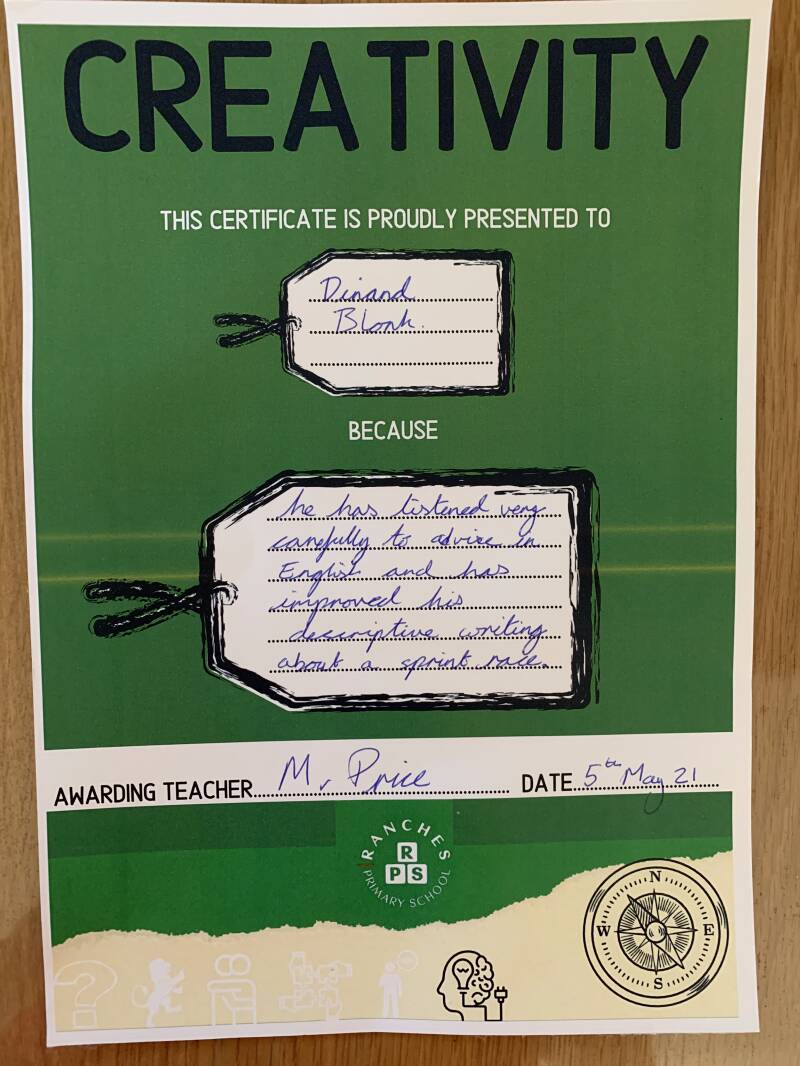 CREATIVITY
THIS CERTIFICATE IS PROUDLY PRESENTED TO
Dinand
Blonk.
BECAUSE
he has listened very
carefully to advice in
English and has
improved his
descriptive writing
about a sprint race.
AWARDING TEACHER Mr Price DATE 5th May 21
RANCHES
R
PS
PRIMARY SCHOOL
N
W E
S